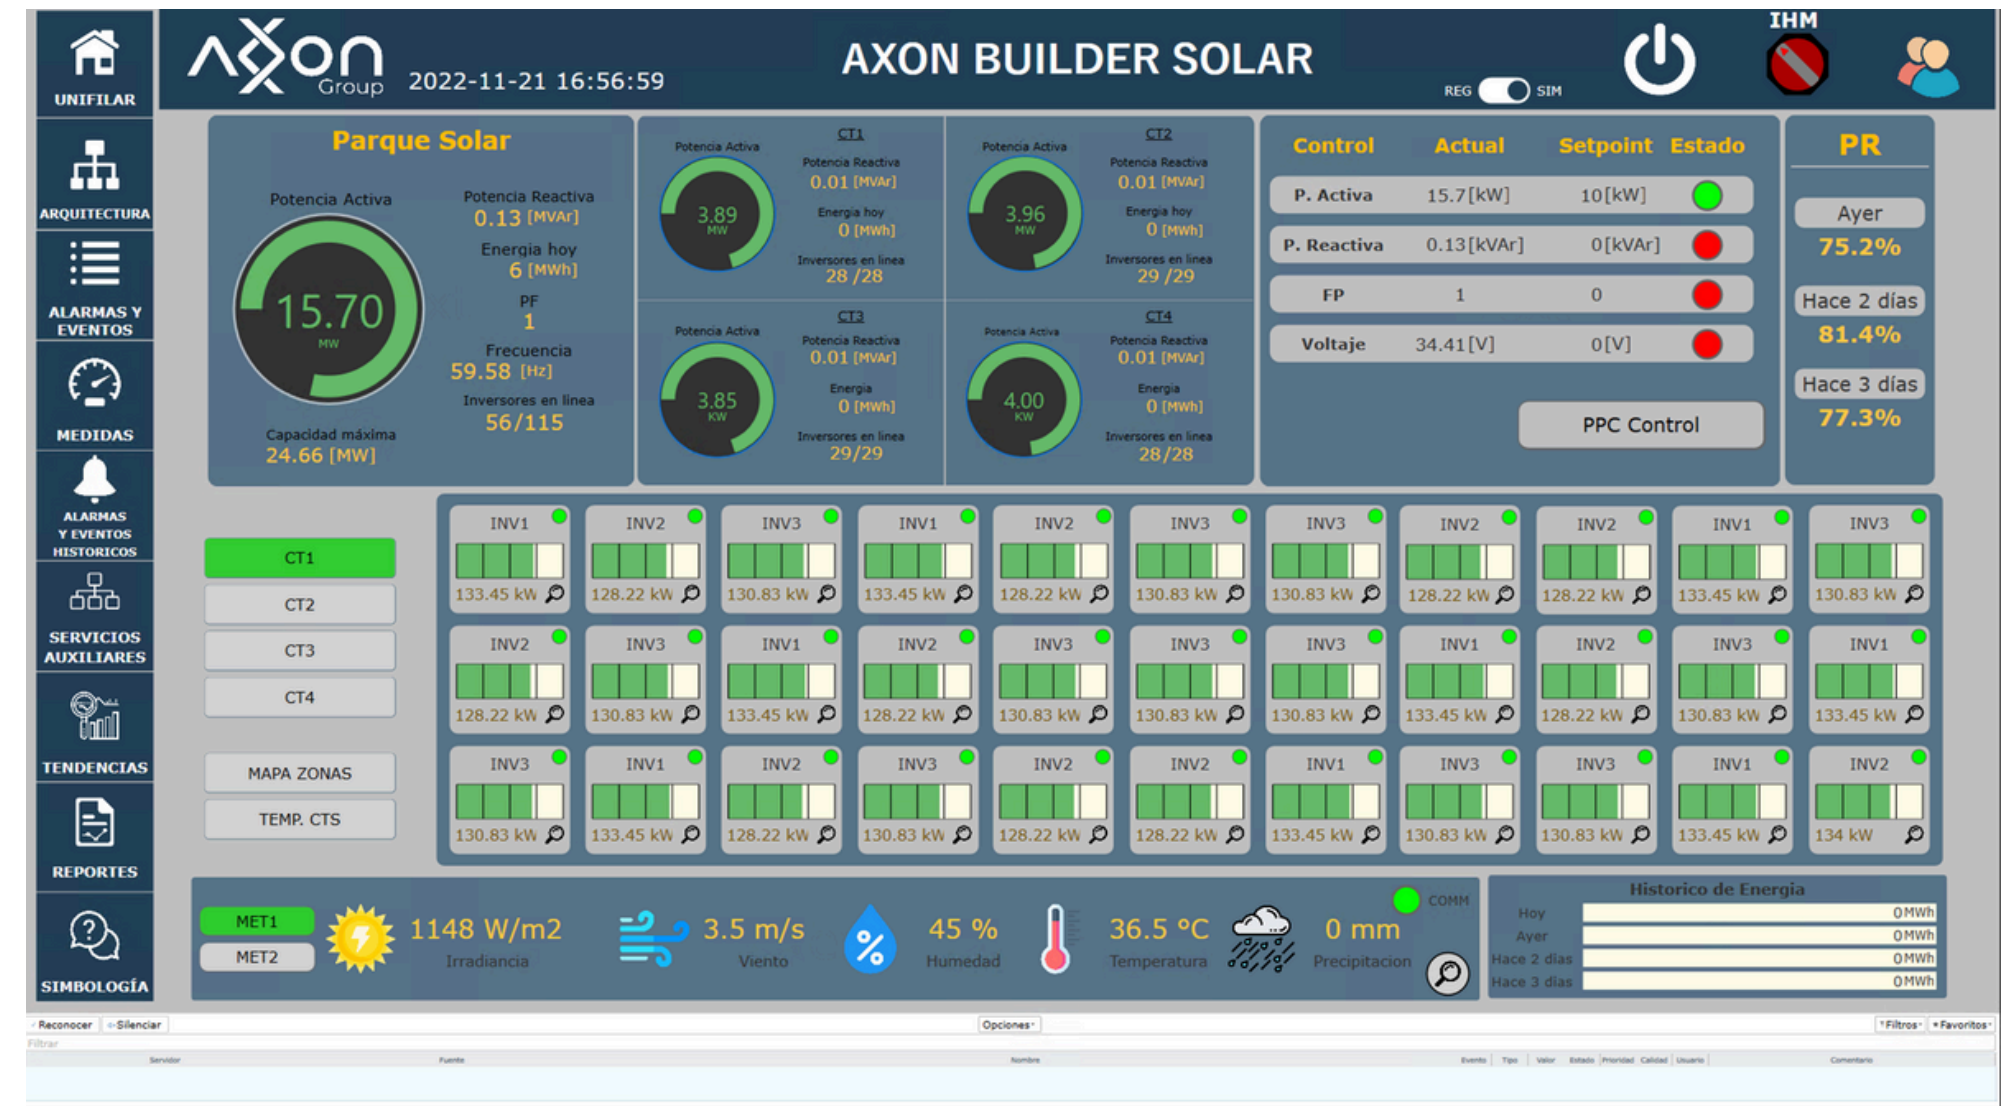 UNIFILAR
ARQUITECTURA
ALARMAS Y
EVENTOS
MEDIDAS
ALARMAS
Y EVENTOS
HISTORICOS
SERVICIOS
AUXILIARES
TENDENCIAS
REPORTES
SIMBOLOGÍA
Axon
Group
2022-11-21 16:56:59
AXON BUILDER SOLAR
REG SIM
IHM
Parque Solar
Potencia Activa
15.70
MW
Capacidad máxima
24.66 [MW]
Potencia Reactiva
0.13 [MVAr]
Energia hoy
6 [MWh]
PF
1
Frecuencia
59.58 [Hz]
Inversores en linea
56/115
CT1
Potencia Activa
3.89
MW
Potencia Reactiva
0.01 [MVAr]
Energia hoy
0 [MWh]
Inversores en linea
28 /28
CT2
Potencia Activa
3.96
MW
Potencia Reactiva
0.01 [MVAr]
Energia hoy
0 [MWh]
Inversores en linea
29 /29
CT3
Potencia Activa
3.85
KW
Potencia Reactiva
0.01 [MVAr]
Energia
0 [MWh]
Inversores en linea
29/29
CT4
Potencia Activa
4.00
KW
Potencia Reactiva
0.01 [MVAr]
Energia
0 [MWh]
Inversores en linea
28/28
Control Actual Setpoint Estado
P. Activa 15.7[kW] 10[kW]
P. Reactiva 0.13[kVAr] 0[kVAr]
FP 1 0
Voltaje 34.41[V] 0[V]
PPC Control
PR
Ayer
75.2%
Hace 2 días
81.4%
Hace 3 días
77.3%
CT1
CT2
CT3
CT4
MAPA ZONAS
TEMP. CTS
INV1 INV2 INV3 INV1 INV2 INV3 INV3 INV2 INV2 INV1 INV3
133.45 kW 128.22 kW 130.83 kW 133.45 kW 128.22 kW 130.83 kW 130.83 kW 128.22 kW 128.22 kW 133.45 kW 130.83 kW
INV2 INV3 INV1 INV2 INV3 INV3 INV3 INV1 INV2 INV3 INV1
128.22 kW 130.83 kW 133.45 kW 128.22 kW 130.83 kW 130.83 kW 130.83 kW 133.45 kW 128.22 kW 130.83 kW 133.45 kW
INV3 INV1 INV2 INV3 INV2 INV2 INV1 INV3 INV3 INV1 INV2
130.83 kW 133.45 kW 128.22 kW 130.83 kW 128.22 kW 128.22 kW 133.45 kW 130.83 kW 130.83 kW 133.45 kW 134 kW
MET1
MET2
1148 W/m2
Irradiancia
3.5 m/s
Viento
%
45 %
Humedad
36.5 °C
Temperatura
0 mm
Precipitacion
COMM
Historico de Energia
Hoy 0MWh
Ayer 0MWh
Hace 2 dias 0MWh
Hace 3 dias 0MWh
Reconocer Silenciar Opciones Filtros Favoritos
Filtrar
Servidor Fuente Nombre Evento Tipo Valor Estado Prioridad Calidad Usuario Comentario